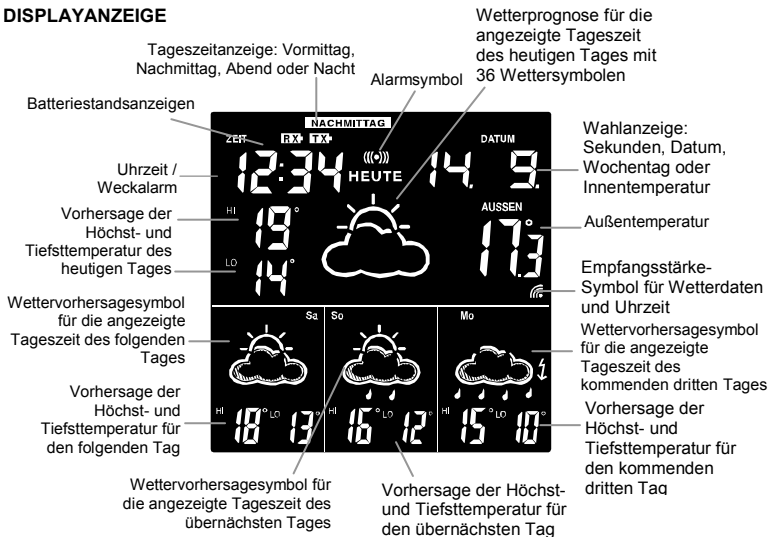 DISPLAYANZEIGE
Wetterprognose für die
angezeigte Tageszeit
des heutigen Tages mit
36 Wettersymbolen
Tageszeitanzeige: Vormittag,
Nachmittag, Abend oder Nacht
Alarmsymbol
Batteriestandsanzeigen
Uhrzeit /
Weckalarm
Vorhersage der
Höchst- und
Tiefsttemperatur des
heutigen Tages
Wettervorhersagesymbol
für die angezeigte
Tageszeit des folgenden
Tages
Vorhersage der
Höchst- und
Tiefsttemperatur für
den folgenden Tag
NACHMITTAG
ZEIT RX TX DATUM
12:34 HEUTE 14. 9.
HI 19° AUSSEN
17.3°
LO 14°
Sa So Mo
HI 18° LO 13° HI 16° LO 12° HI 15° LO 10°
Wahlanzeige:
Sekunden, Datum,
Wochentag oder
Innentemperatur
Außentemperatur
Empfangsstärke-
Symbol für Wetterdaten
und Uhrzeit
Wettervorhersagesymbol
für die angezeigte
Tageszeit des
kommenden dritten Tages
Vorhersage der
Höchst- und
Tiefsttemperatur für
den kommenden
dritten Tag
Wettervorhersagesymbol für
die angezeigte Tageszeit des
übernächsten Tages
Vorhersage der Höchst-
und Tiefsttemperatur für
den übernächsten Tag